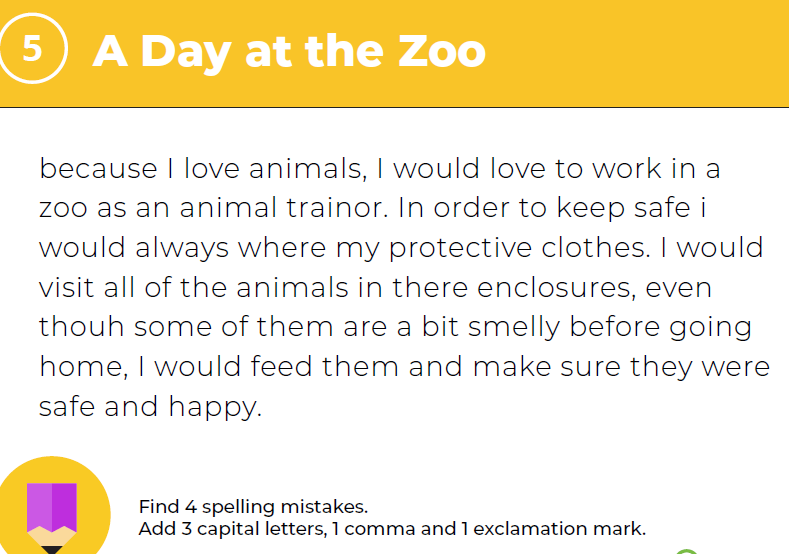 5 A Day at the Zoo
because I love animals, I would love to work in a
zoo as an animal trainor. In order to keep safe i
would always where my protective clothes. I would
visit all of the animals in there enclosures, even
thouh some of them are a bit smelly before going
home, I would feed them and make sure they were
safe and happy.
Find 4 spelling mistakes.
Add 3 capital letters, 1 comma and 1 exclamation mark.